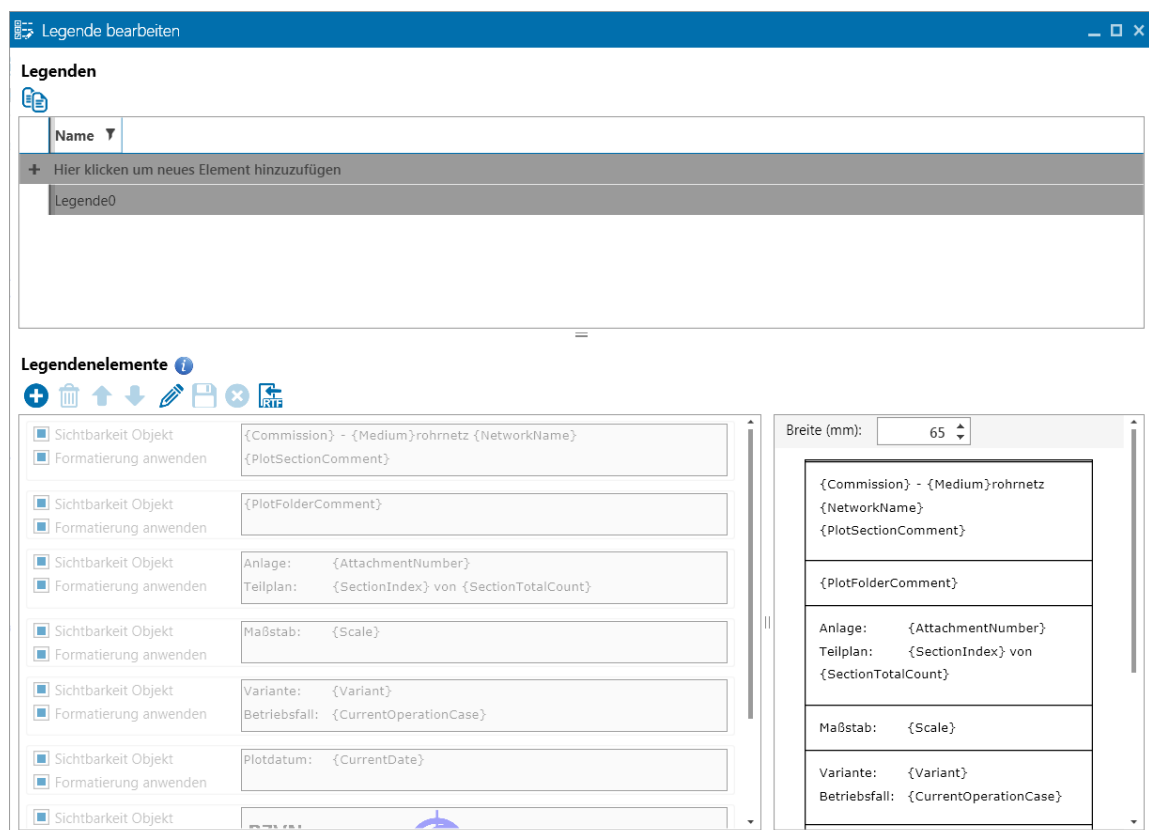 Legende bearbeiten
Legenden
Name
Hier klicken um neues Element hinzuzufügen
Legende0
Legendenelemente
RTF
Sichtbarkeit Objekt
Formatierung anwenden
{Commission} - {Medium}rohrnetz {NetworkName}
{PlotSectionComment}
Sichtbarkeit Objekt
Formatierung anwenden
{PlotFolderComment}
Sichtbarkeit Objekt
Formatierung anwenden
Anlage: {AttachmentNumber}
Teilplan: {SectionIndex} von {SectionTotalCount}
Sichtbarkeit Objekt
Formatierung anwenden
Maßstab: {Scale}
Sichtbarkeit Objekt
Formatierung anwenden
Variante: {Variant}
Betriebsfall: {CurrentOperationCase}
Sichtbarkeit Objekt
Formatierung anwenden
Plotdatum: {CurrentDate}
Sichtbarkeit Objekt
Breite (mm): 65
{Commission} - {Medium}rohrnetz
{NetworkName}
{PlotSectionComment}
{PlotFolderComment}
Anlage: {AttachmentNumber}
Teilplan: {SectionIndex} von
{SectionTotalCount}
Maßstab: {Scale}
Variante: {Variant}
Betriebsfall: {CurrentOperationCase}